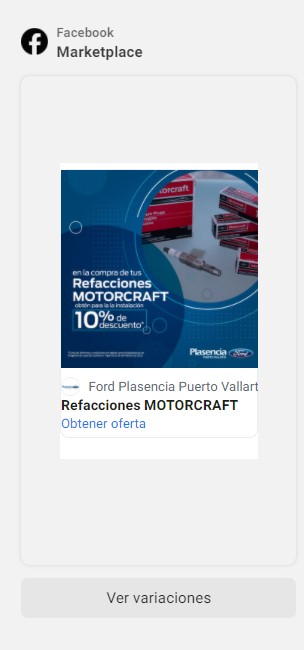 Facebook
Marketplace
orcraft
en la compra de tus
Refacciones
MOTORCRAFT
obtén para la instalación
10% de
descuento*
Plasencia
Ford
Ford Plasencia Puerto Vallart
Refacciones MOTORCRAFT
Obtener oferta
Ver variaciones